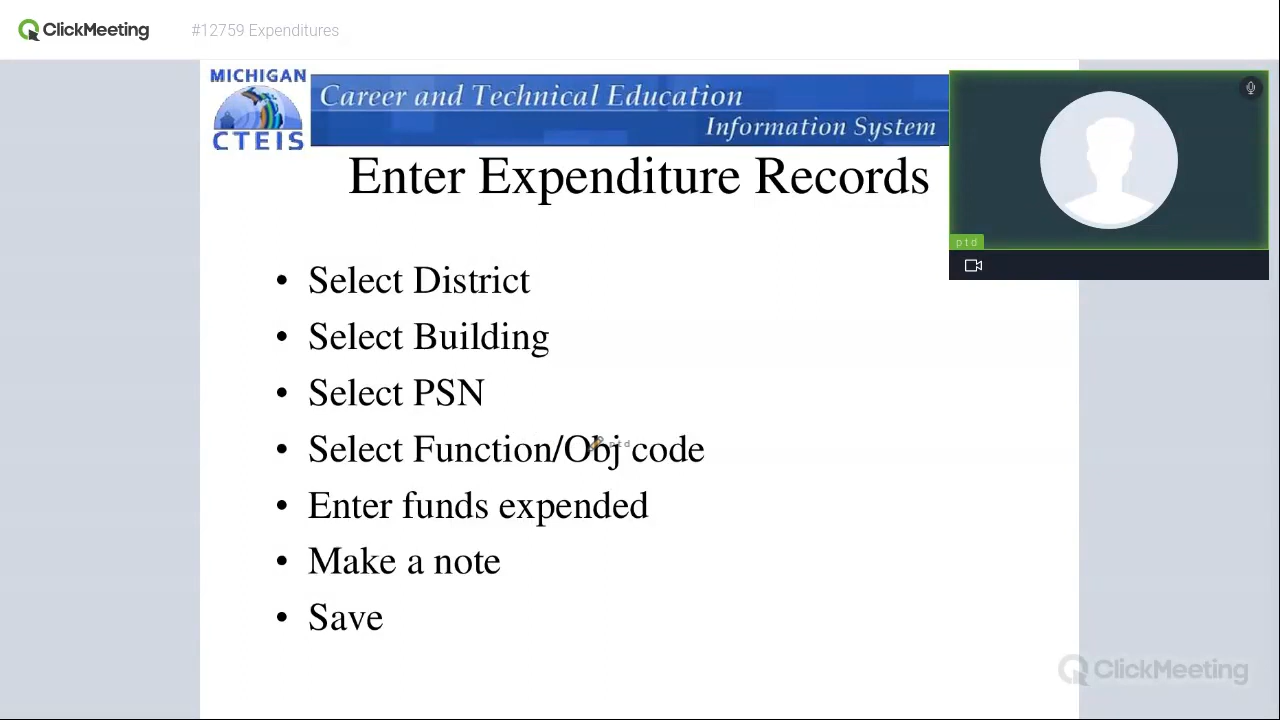 ClickMeeting #12759 Expenditures
MICHIGAN
CTEIS
Career and Technical Education
Information System
Enter Expenditure Records
ptd
• Select District
• Select Building
• Select PSN
• Select Function/Obj code
ptd
• Enter funds expended
• Make a note
• Save
ClickMeeting